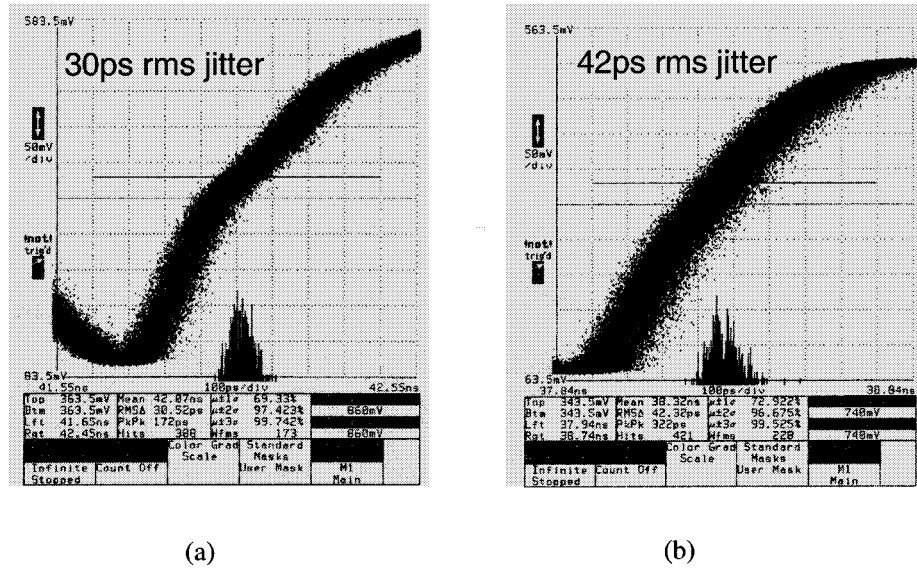 583.5mV
30ps rms jitter
50mV
/div
trig'd
83.5mV
41.55ns 100ps/div 42.55ns
Top 363.5mV Mean 42.07ns μ±1σ 69.33%
Btm 363.5mV RMSΔ 30.52ps μ±2σ 97.423% 860mV
Lft 41.65ns PkPk 172ps μ±3σ 99.742%
Rgt 42.45ns Hits 388 Wfms 173 860mV
Color Grad Standard
Scale Masks
Infinite Count Off User Mask M1
Stopped Main
(a)
563.5mV
42ps rms jitter
50mV
/div
trig'd
63.5mV
37.84ns 100ps/div 38.84ns
Top 343.5mV Mean 38.32ns μ±1σ 72.922%
Btm 343.5mV RMSΔ 42.32ps μ±2σ 96.675% 740mV
Lft 37.94ns PkPk 322ps μ±3σ 99.525%
Rgt 38.74ns Hits 421 Wfms 228 740mV
Color Grad Standard
Scale Masks
Infinite Count Off User Mask M1
Stopped Main
(b)